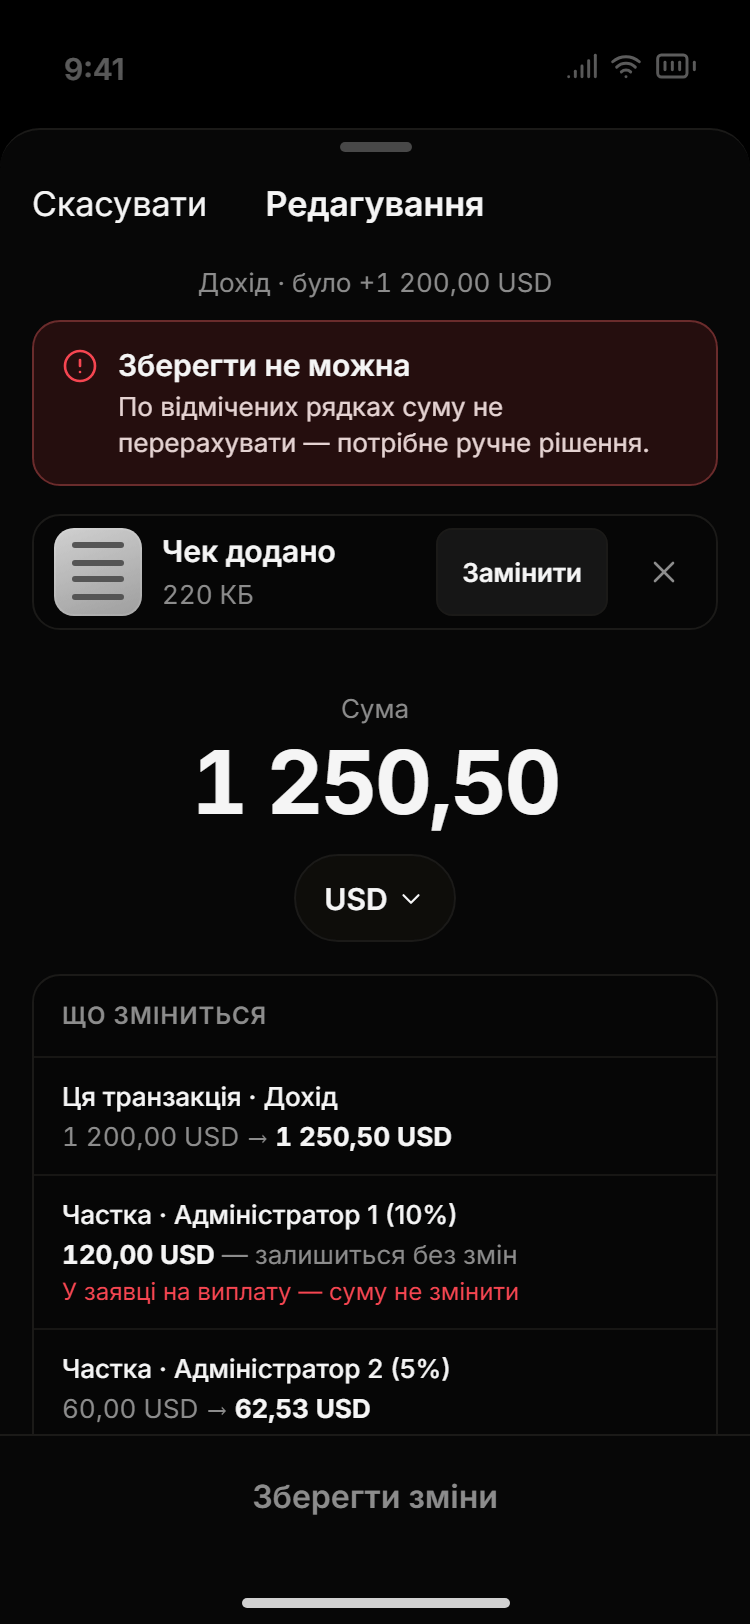 9:41
Скасувати
Редагування
Дохід · було +1 200,00 USD
Зберегти не можна
По відмічених рядках суму не
перерахувати — потрібне ручне рішення.
Чек додано
220 КБ
Замінити
Сума
1 250,50
USD
ЩО ЗМІНИТЬСЯ
Ця транзакція · Дохід
1 200,00 USD → 1 250,50 USD
Частка · Адміністратор 1 (10%)
120,00 USD — залишиться без змін
У заявці на виплату — суму не змінити
Частка · Адміністратор 2 (5%)
60,00 USD → 62,53 USD
Зберегти зміни